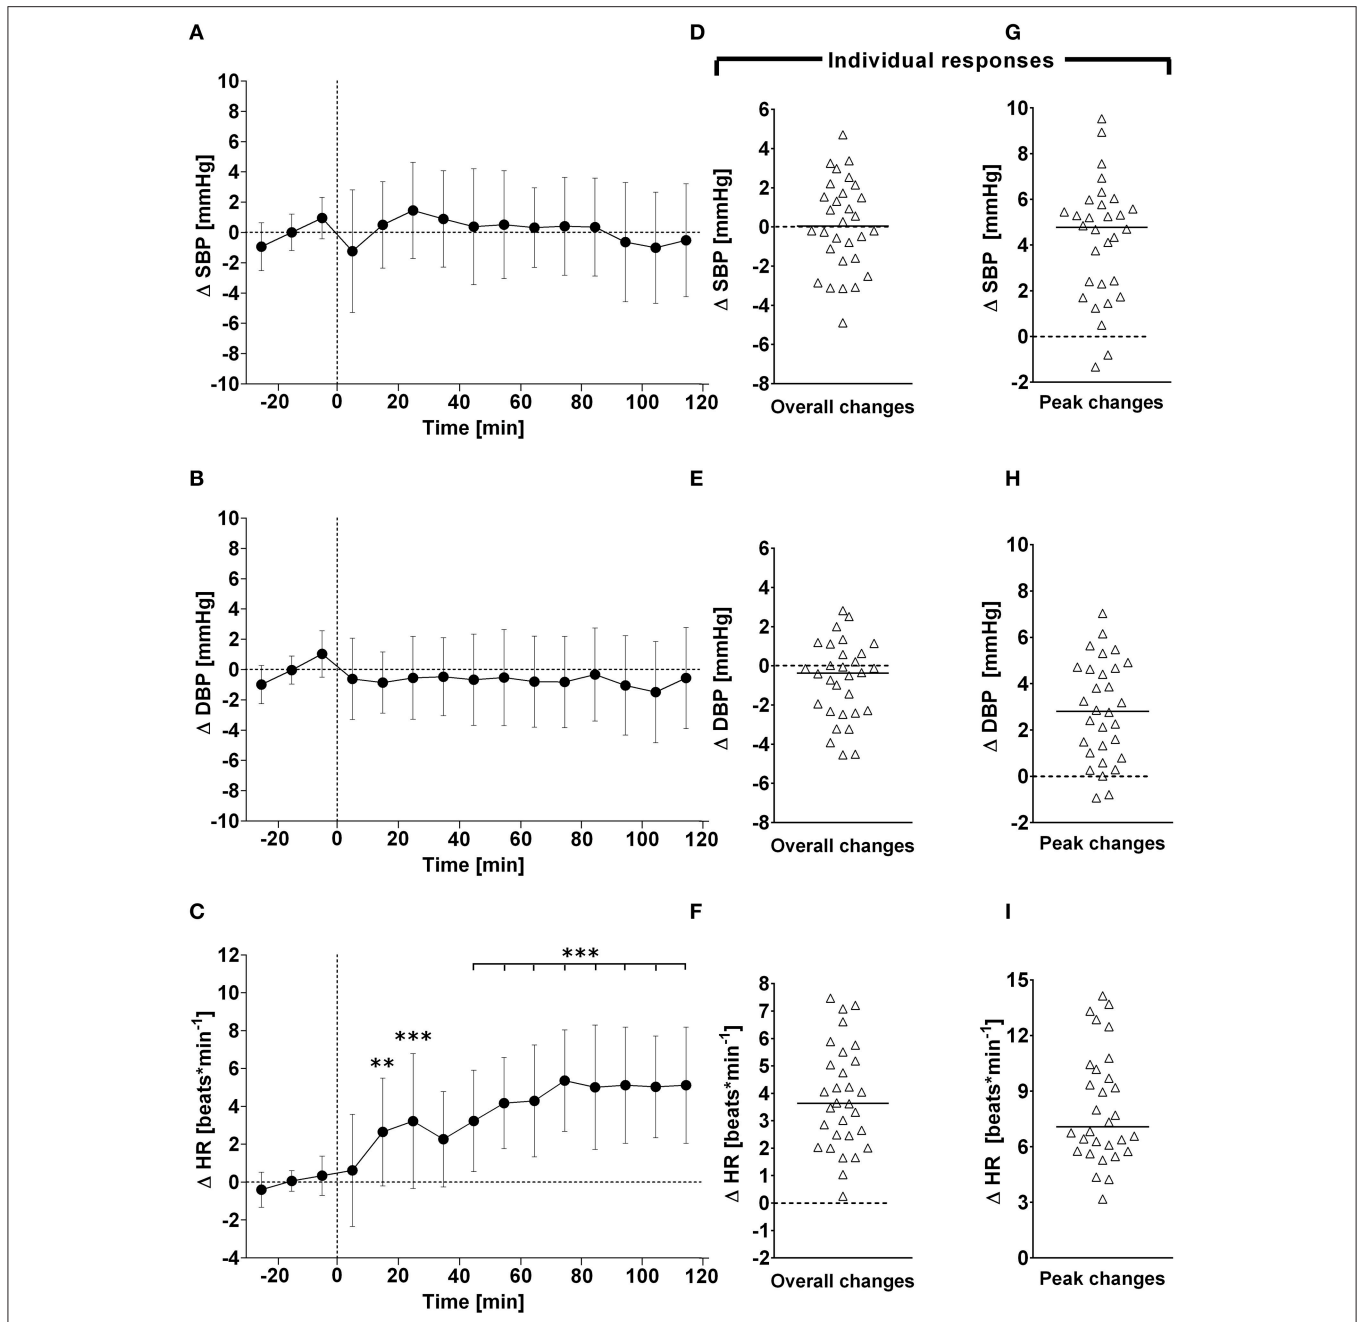 A
D
G
Individual responses
10
8
6
4
2
0
-2
-4
-6
-8
-10
Δ SBP [mmHg]
-20 0 20 40 60 80 100 120
Time [min]
6
4
2
0
-2
-4
-6
-8
Δ SBP [mmHg]
Overall changes
10
8
6
4
2
0
-2
Δ SBP [mmHg]
Peak changes
B
E
H
10
8
6
4
2
0
-2
-4
-6
-8
-10
Δ DBP [mmHg]
-20 0 20 40 60 80 100 120
Time [min]
6
4
2
0
-2
-4
-6
-8
Δ DBP [mmHg]
Overall changes
10
8
6
4
2
0
-2
Δ DBP [mmHg]
Peak changes
C
F
I
12
10
8
6
4
2
0
-2
-4
Δ HR [beats*min⁻¹]
**
***
***
-20 0 20 40 60 80 100 120
Time [min]
8
7
6
5
4
3
2
1
0
-1
-2
Δ HR [beats*min⁻¹]
Overall changes
15
12
9
6
3
0
Δ HR [beats*min⁻¹]
Peak changes